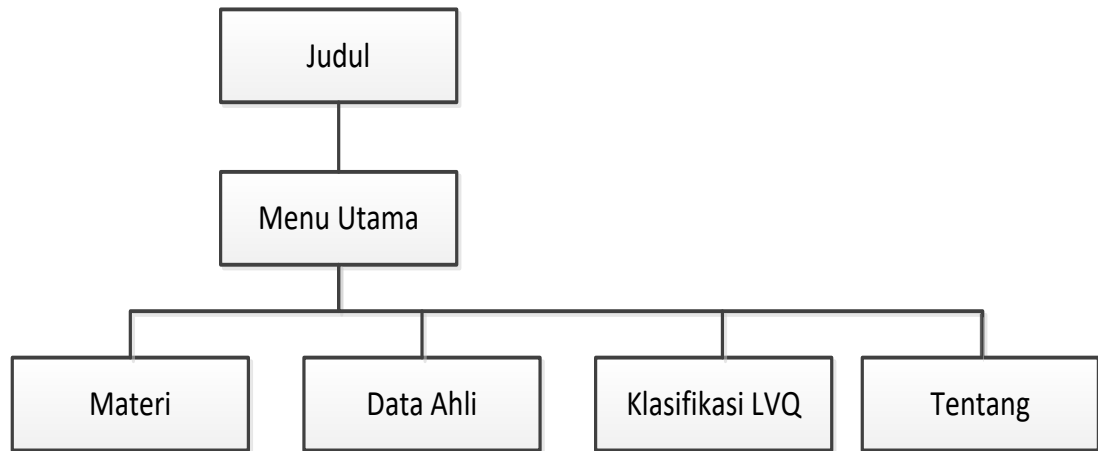 Judul
Menu Utama
Materi
Data Ahli
Klasifikasi LVQ
Tentang